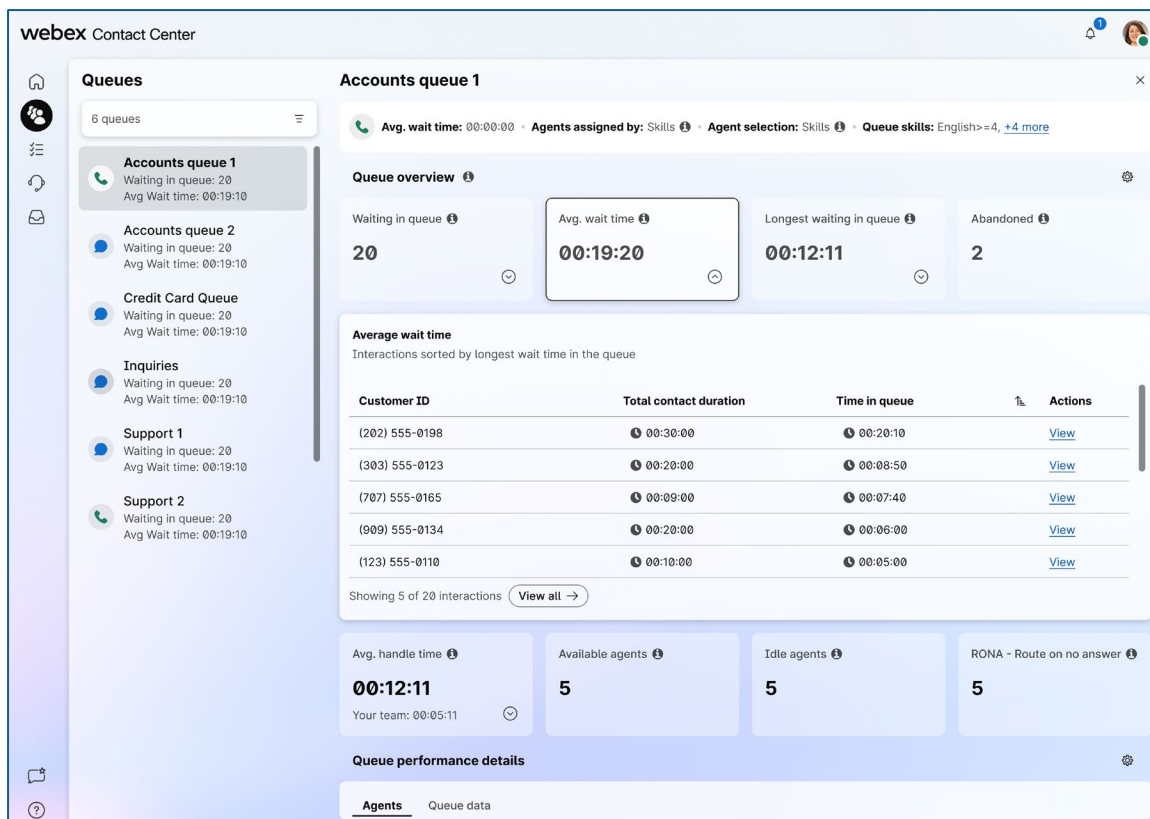 webex Contact Center
1
Queues
6 queues
Accounts queue 1
Waiting in queue: 20
Avg Wait time: 00:19:10
Accounts queue 2
Waiting in queue: 20
Avg Wait time: 00:19:10
Credit Card Queue
Waiting in queue: 20
Avg Wait time: 00:19:10
Inquiries
Waiting in queue: 20
Avg Wait time: 00:19:10
Support 1
Waiting in queue: 20
Avg Wait time: 00:19:10
Support 2
Waiting in queue: 20
Avg Wait time: 00:19:10
Accounts queue 1
Avg. wait time: 00:00:00 • Agents assigned by: Skills • Agent selection: Skills • Queue skills: English>=4, +4 more
Queue overview
Waiting in queue
20
Avg. wait time
00:19:20
Longest waiting in queue
00:12:11
Abandoned
2
Average wait time
Interactions sorted by longest wait time in the queue
Customer ID Total contact duration Time in queue Actions
(202) 555-0198 00:30:00 00:20:10 View
(303) 555-0123 00:20:00 00:08:50 View
(707) 555-0165 00:09:00 00:07:40 View
(909) 555-0134 00:20:00 00:06:00 View
(123) 555-0110 00:10:00 00:05:00 View
Showing 5 of 20 interactions View all →
Avg. handle time
00:12:11
Your team: 00:05:11
Available agents
5
Idle agents
5
RONA - Route on no answer
5
Queue performance details
Agents Queue data